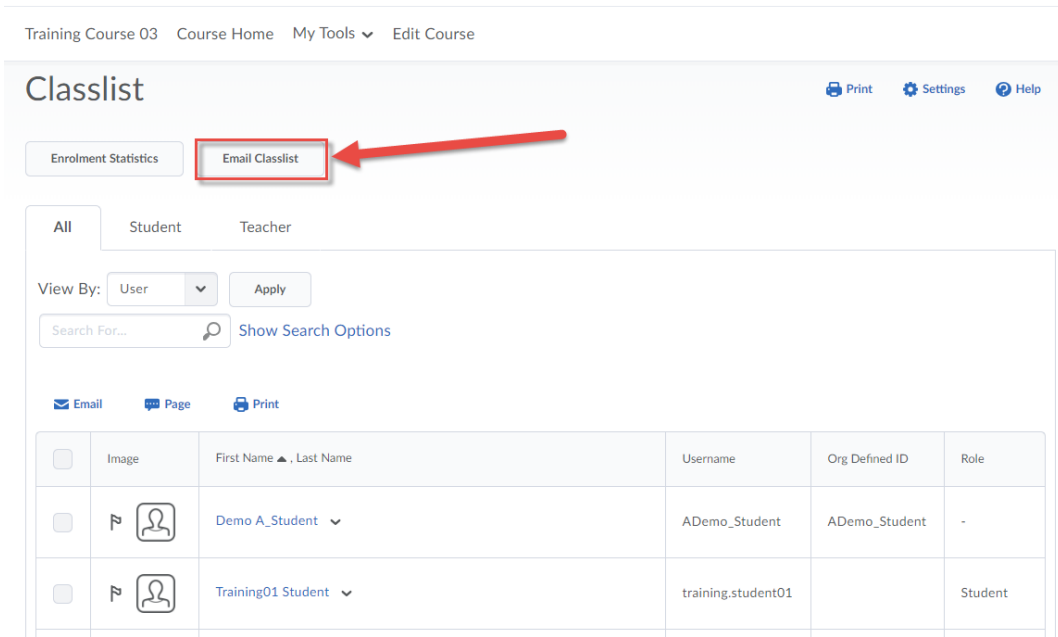 Training Course 03 Course Home My Tools Edit Course
Classlist
Print Settings Help
Enrolment Statistics Email Classlist
All Student Teacher
View By: User Apply
Search For... Show Search Options
Email Page Print
Image First Name , Last Name Username Org Defined ID Role
Demo A_Student ADemo_Student ADemo_Student -
Training01 Student training.student01 Student